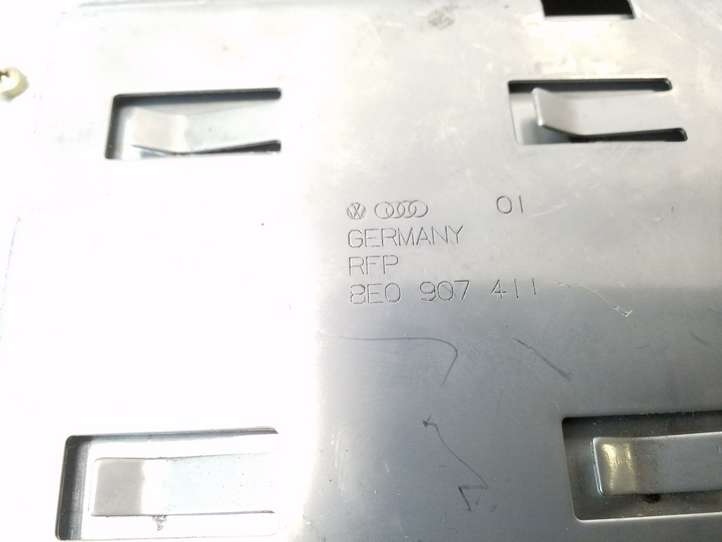 01
GERMANY
RFP
8E0 907 411